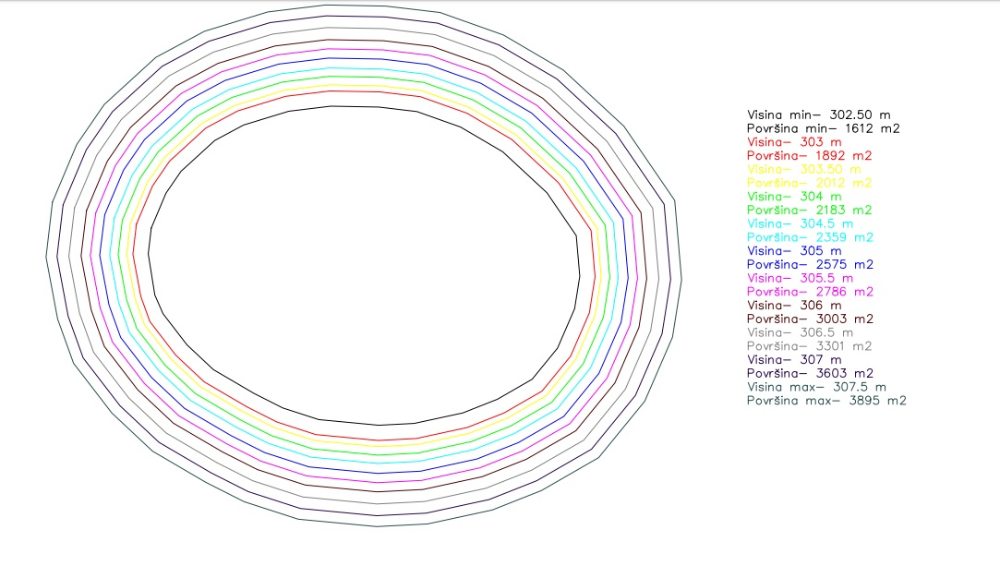 Visina min– 302.50 m
Površina min– 1612 m2
Visina– 303 m
Površina– 1892 m2
Visina– 303.50 m
Površina– 2012 m2
Visina– 304 m
Površina– 2183 m2
Visina– 304.5 m
Površina– 2359 m2
Visina– 305 m
Površina– 2575 m2
Visina– 305.5 m
Površina– 2786 m2
Visina– 306 m
Površina– 3003 m2
Visina– 306.5 m
Površina– 3301 m2
Visina– 307 m
Površina– 3603 m2
Visina max– 307.5 m
Površina max– 3895 m2